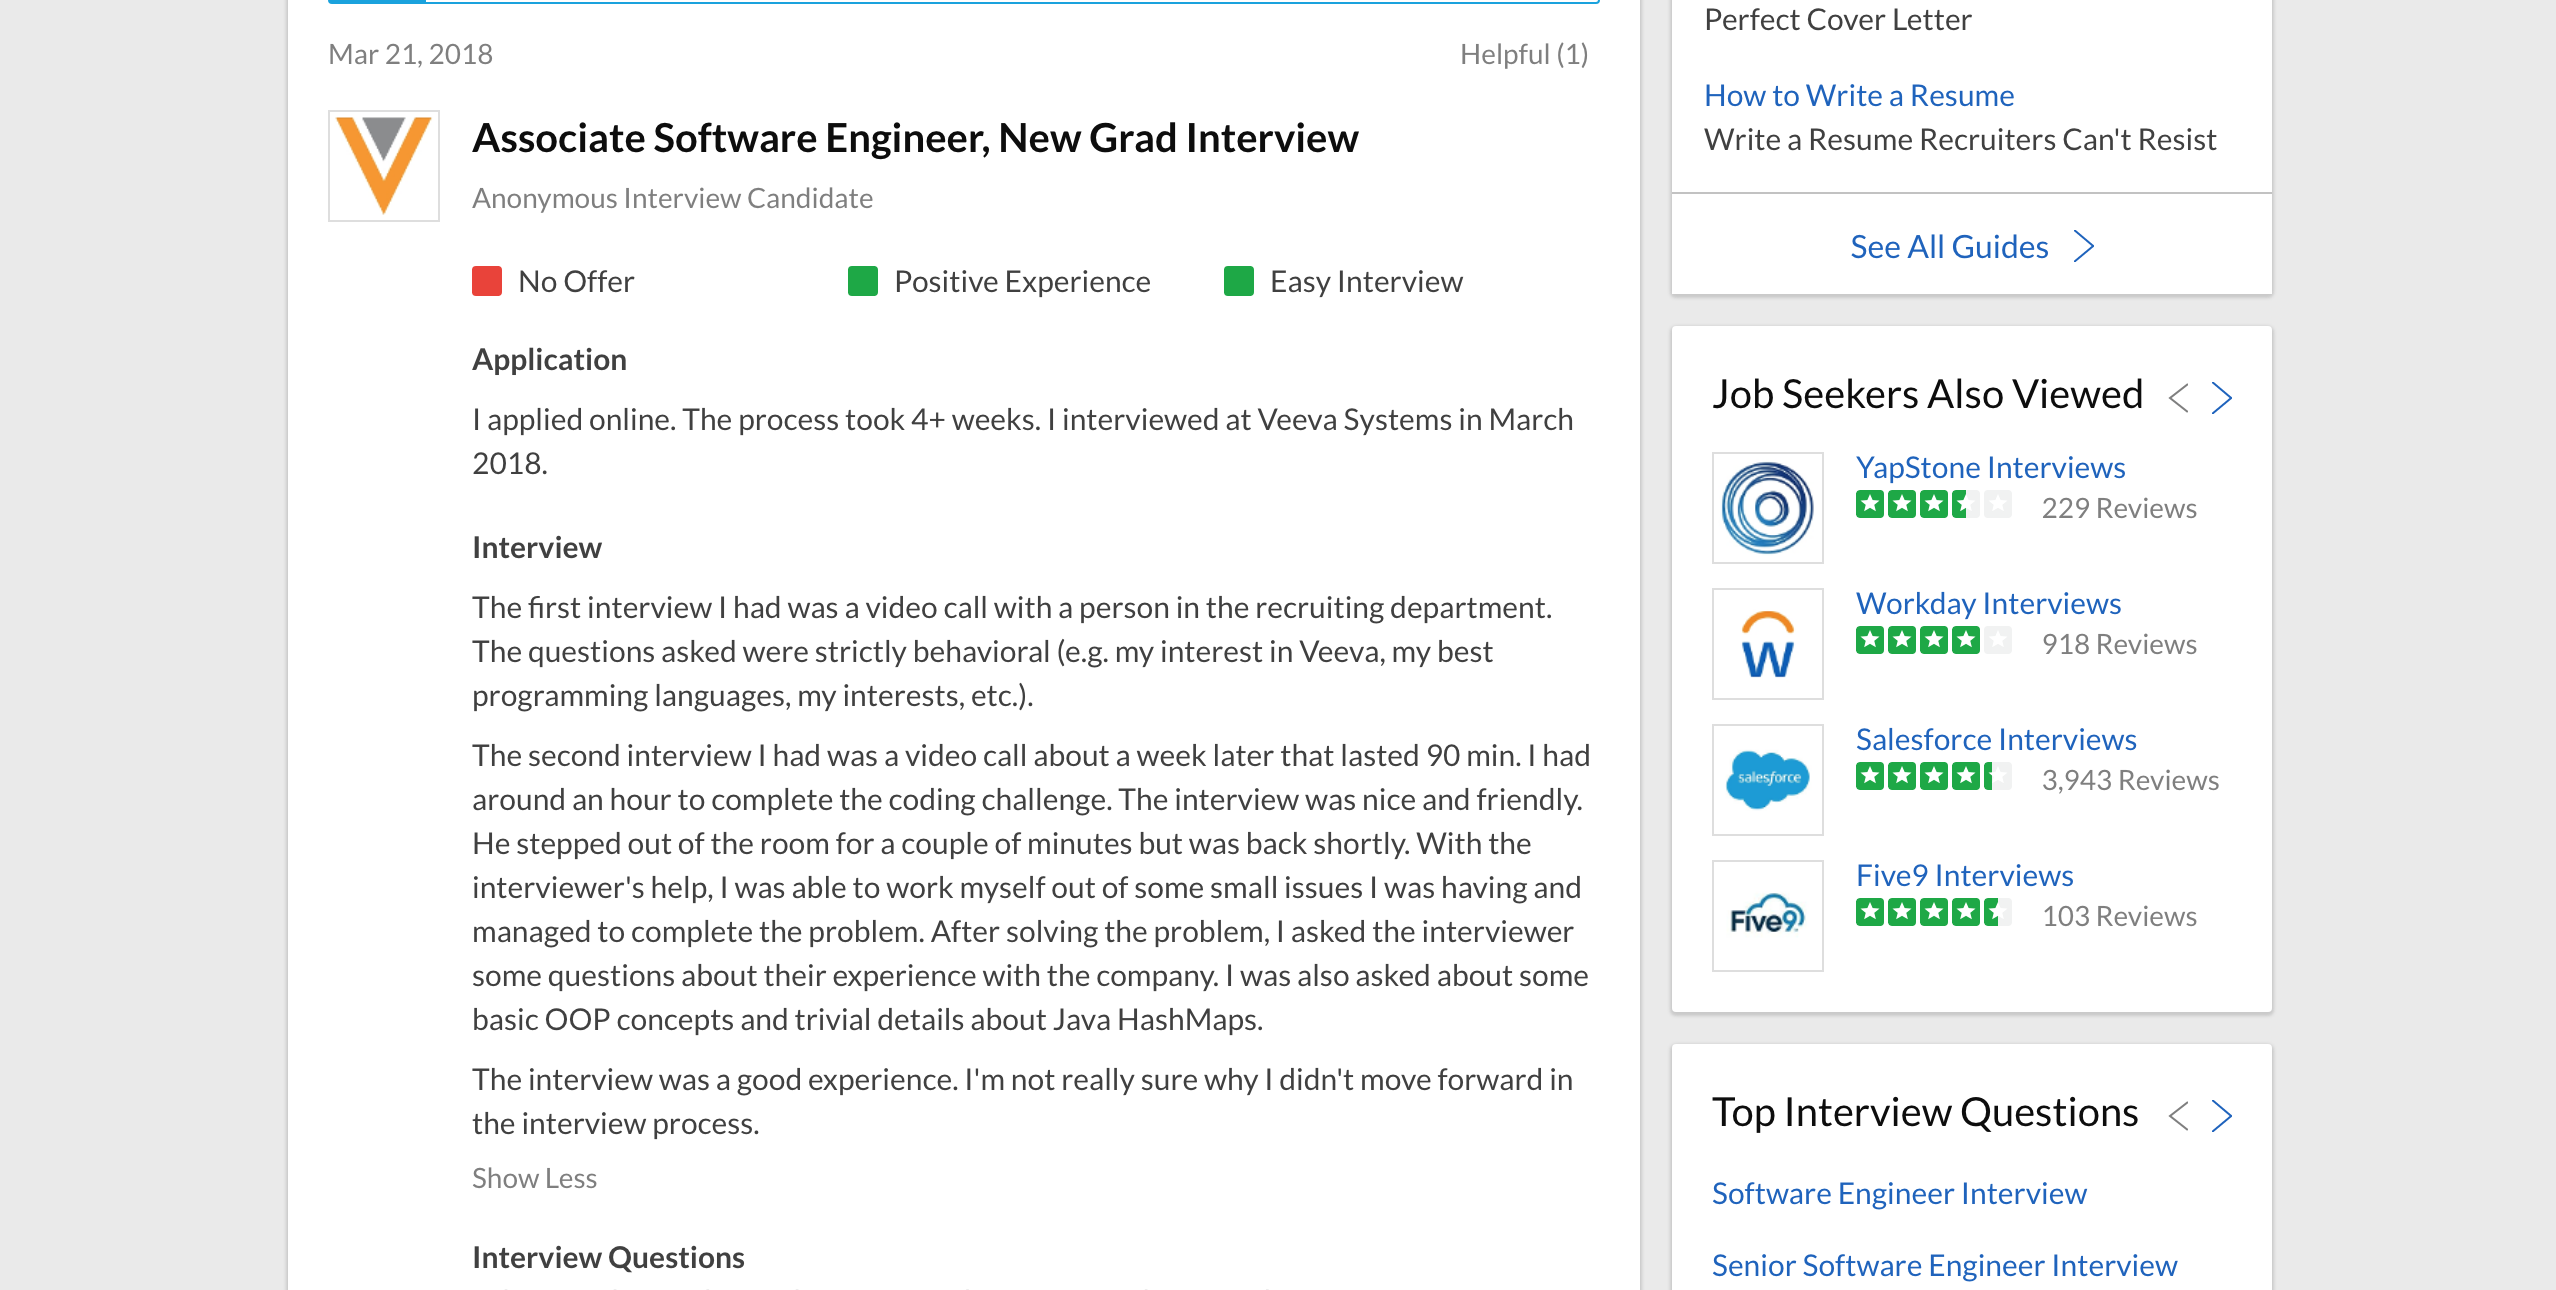 Mar 21, 2018
Helpful (1)
Associate Software Engineer, New Grad Interview
Anonymous Interview Candidate
No Offer
Positive Experience
Easy Interview
Application
I applied online. The process took 4+ weeks. I interviewed at Veeva Systems in March
2018.
Interview
The first interview I had was a video call with a person in the recruiting department.
The questions asked were strictly behavioral (e.g. my interest in Veeva, my best
programming languages, my interests, etc.).
The second interview I had was a video call about a week later that lasted 90 min. I had
around an hour to complete the coding challenge. The interview was nice and friendly.
He stepped out of the room for a couple of minutes but was back shortly. With the
interviewer's help, I was able to work myself out of some small issues I was having and
managed to complete the problem. After solving the problem, I asked the interviewer
some questions about their experience with the company. I was also asked about some
basic OOP concepts and trivial details about Java HashMaps.
The interview was a good experience. I'm not really sure why I didn't move forward in
the interview process.
Show Less
Interview Questions
Perfect Cover Letter
How to Write a Resume
Write a Resume Recruiters Can't Resist
See All Guides
Job Seekers Also Viewed
YapStone Interviews
229 Reviews
W
Workday Interviews
918 Reviews
salesforce
Salesforce Interviews
3,943 Reviews
Five9
Five9 Interviews
103 Reviews
Top Interview Questions
Software Engineer Interview
Senior Software Engineer Interview